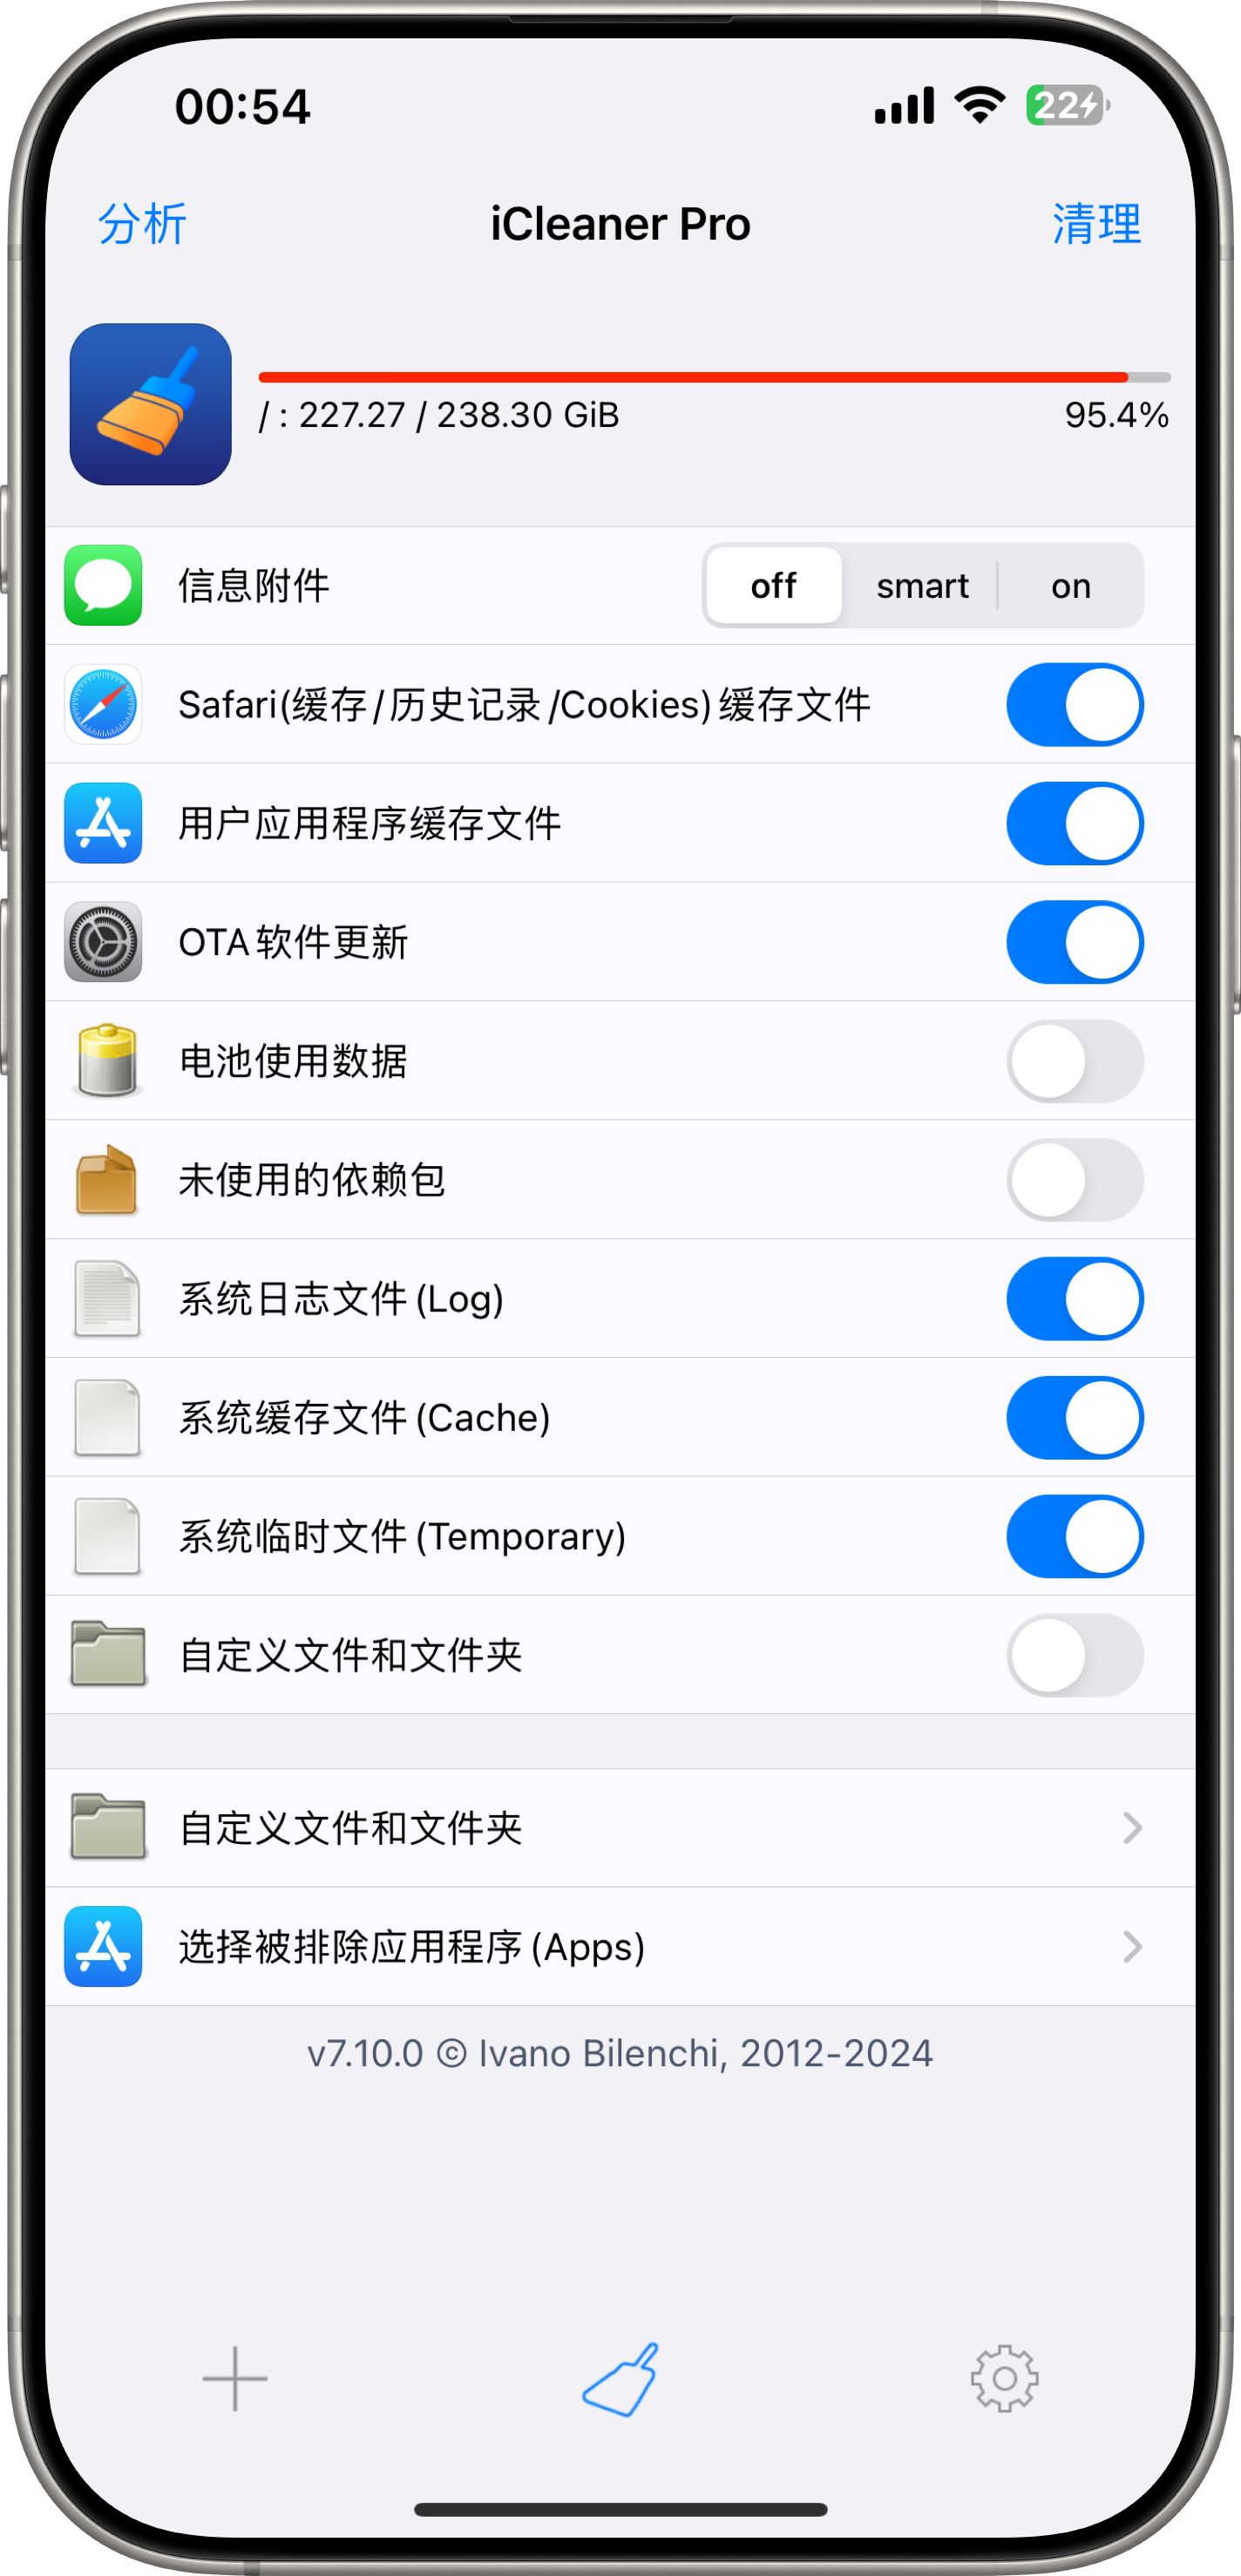 00:54
22
分析
iCleaner Pro
清理
/ : 227.27 / 238.30 GiB
95.4%
信息附件
off
smart
on
Safari(缓存/历史记录/Cookies)缓存文件
用户应用程序缓存文件
OTA软件更新
电池使用数据
未使用的依赖包
系统日志文件(Log)
系统缓存文件(Cache)
系统临时文件(Temporary)
自定义文件和文件夹
自定义文件和文件夹
选择被排除应用程序(Apps)
v7.10.0 © Ivano Bilenchi, 2012-2024